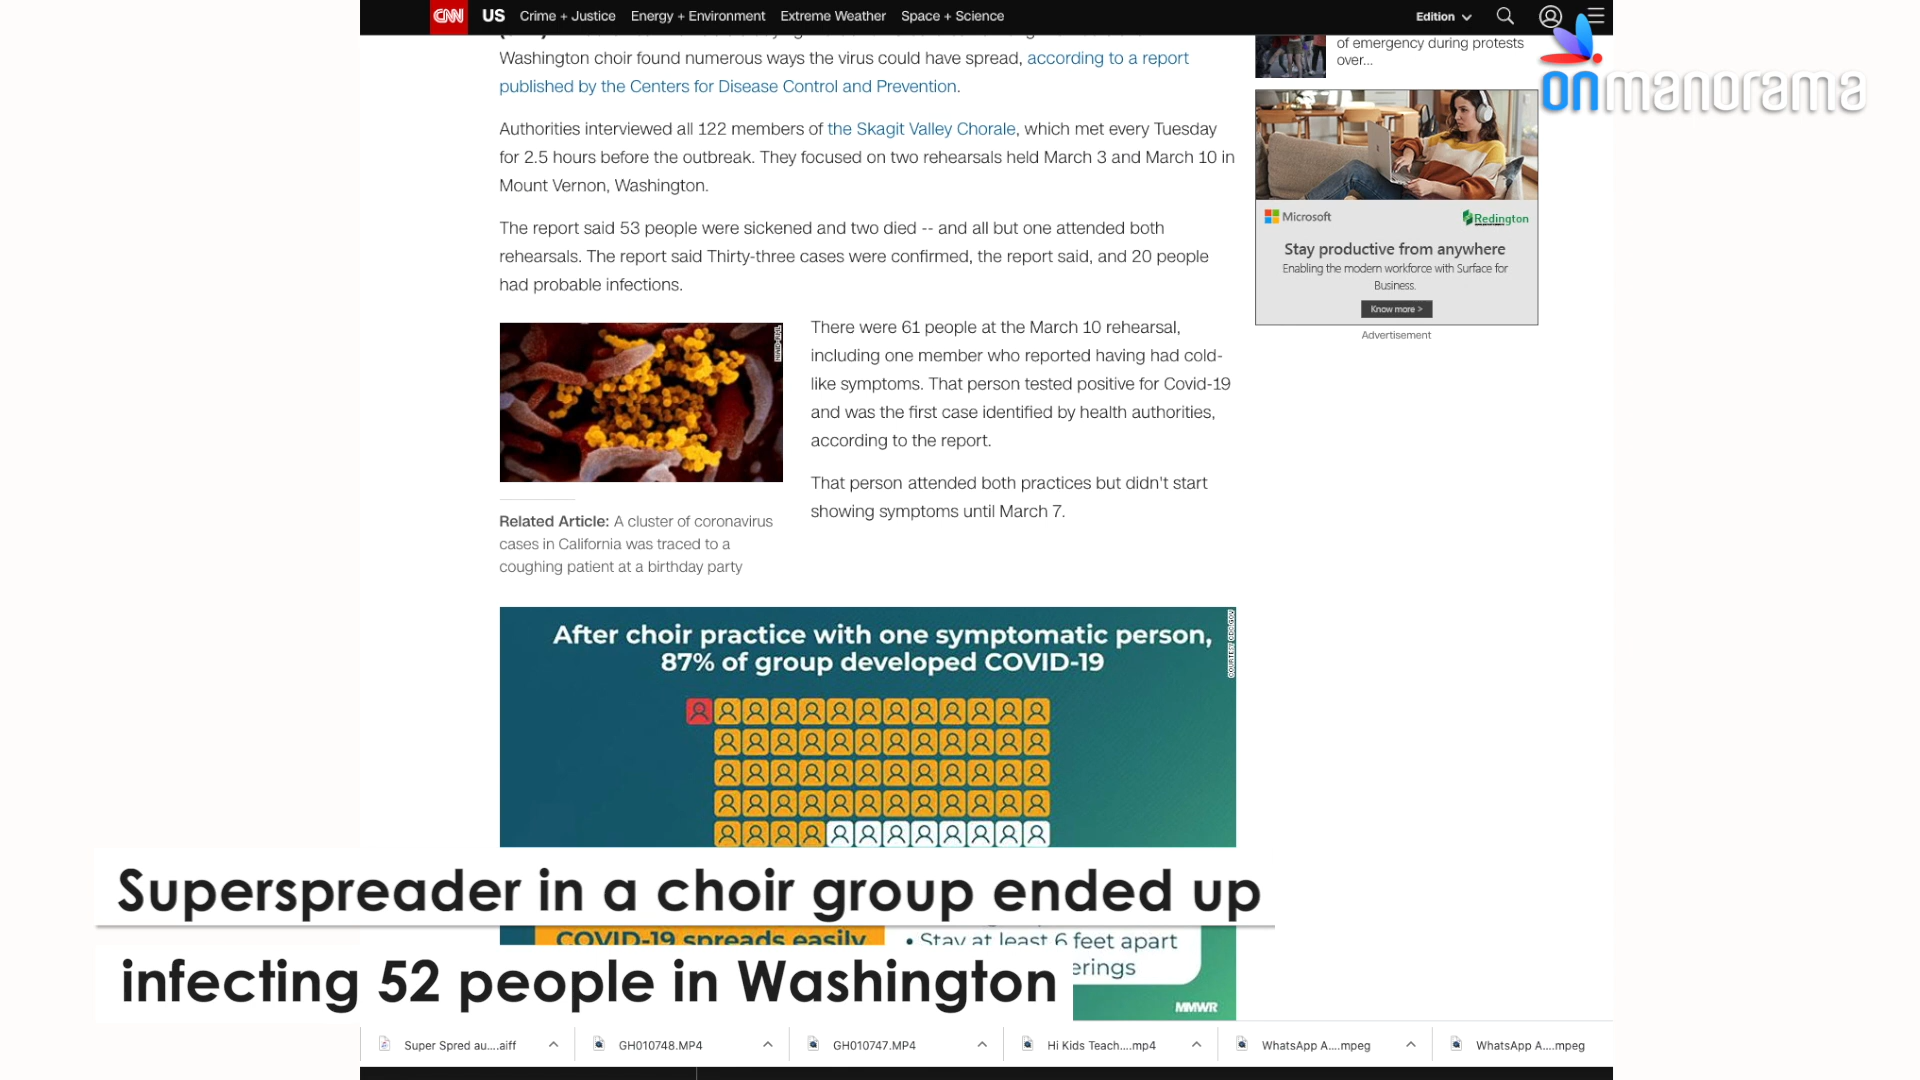 CNN US Crime + Justice Energy + Environment Extreme Weather Space + Science Edition
onmanorama
of emergency during protests
over...
Washington choir found numerous ways the virus could have spread, according to a report
published by the Centers for Disease Control and Prevention.
Authorities interviewed all 122 members of the Skagit Valley Chorale, which met every Tuesday
for 2.5 hours before the outbreak. They focused on two rehearsals held March 3 and March 10 in
Mount Vernon, Washington.
The report said 53 people were sickened and two died -- and all but one attended both
rehearsals. The report said Thirty-three cases were confirmed, the report said, and 20 people
had probable infections.
Microsoft Redington
Stay productive from anywhere
Enabling the modern workforce with Surface for
Business.
Know more >
Advertisement
There were 61 people at the March 10 rehearsal,
including one member who reported having had cold-
like symptoms. That person tested positive for Covid-19
and was the first case identified by health authorities,
according to the report.
That person attended both practices but didn't start
showing symptoms until March 7.
Related Article: A cluster of coronavirus
cases in California was traced to a
coughing patient at a birthday party
After choir practice with one symptomatic person,
87% of group developed COVID-19
COURTESY CDC.GOV
Superspreader in a choir group ended up
COVID-19 spreads easily
• Stay at least 6 feet apart
infecting 52 people in Washington
erings
MMWR
Super Spred au....aiff GH010748.MP4 GH010747.MP4 Hi Kids Teach....mp4 WhatsApp A....mpeg WhatsApp A....mpeg